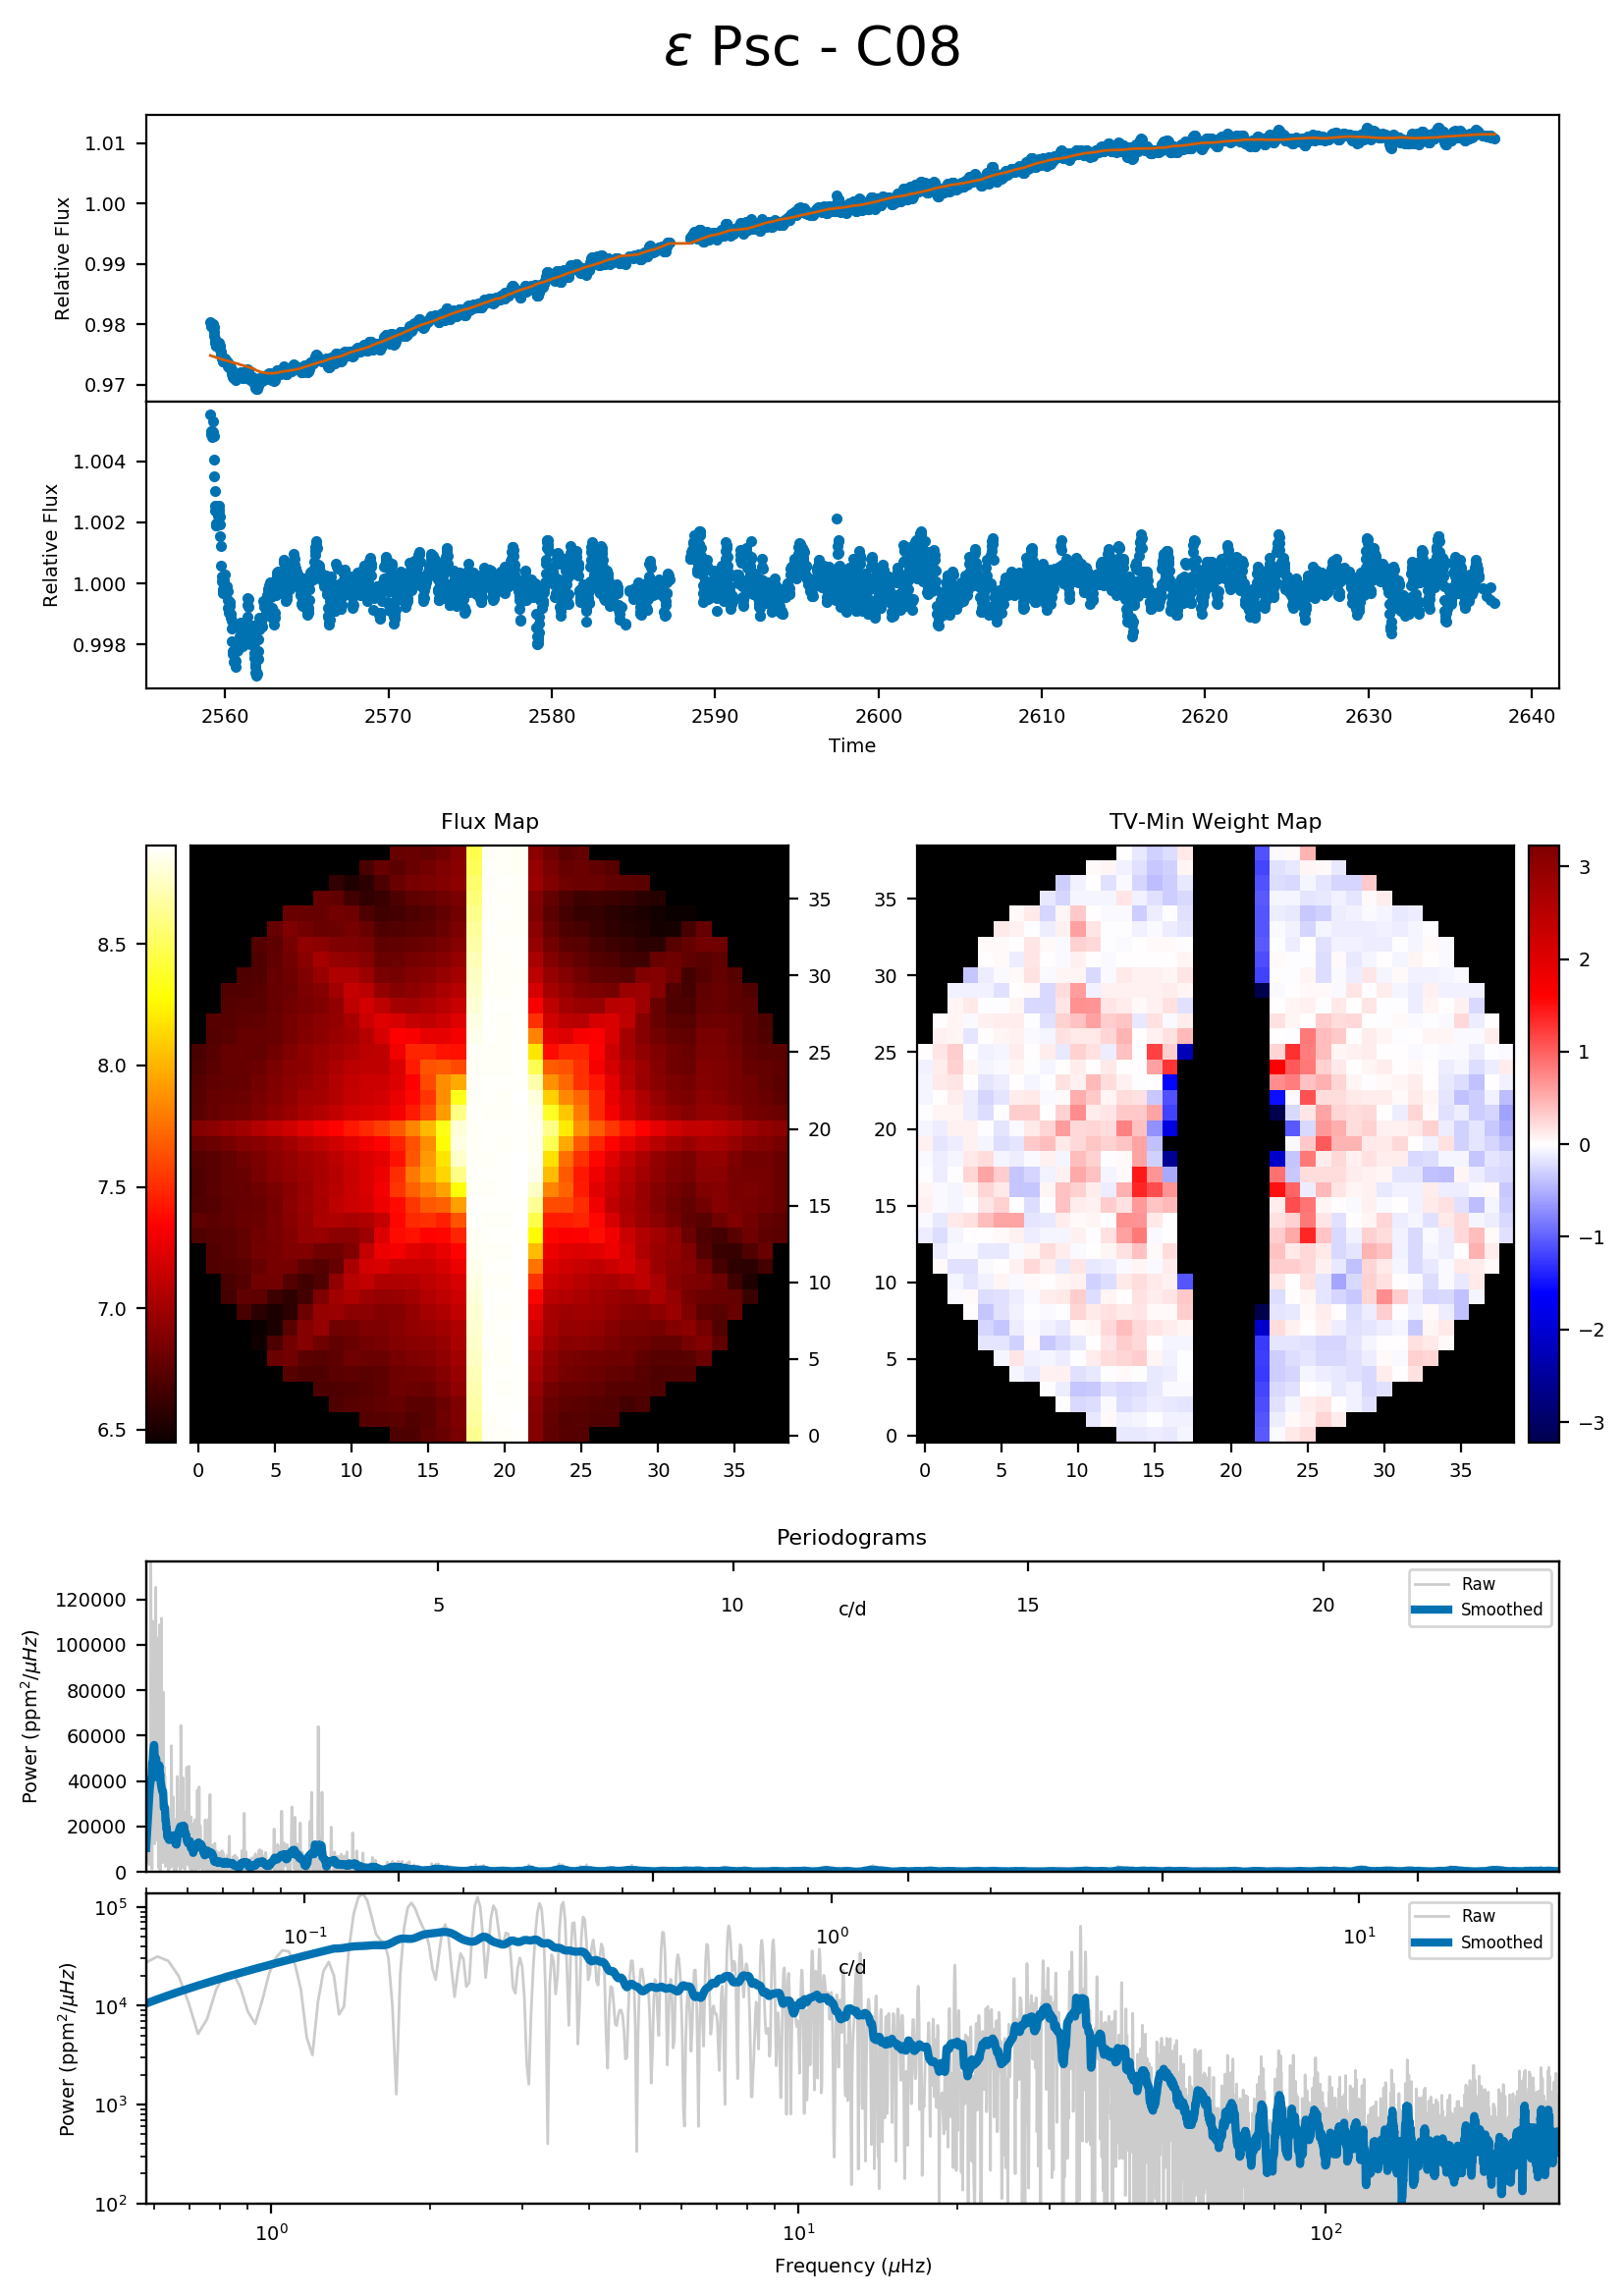 ε Psc - C08
1.01
1.00
0.99
0.98
0.97
Relative Flux
1.004
1.002
1.000
0.998
Relative Flux
2560 2570 2580 2590 2600 2610 2620 2630 2640
Time
Flux Map
8.5
8.0
7.5
7.0
6.5
35
30
25
20
15
10
5
0
0 5 10 15 20 25 30 35
TV-Min Weight Map
35
30
25
20
15
10
5
0
0 5 10 15 20 25 30 35
3
2
1
0
−1
−2
−3
Periodograms
120000
100000
80000
60000
40000
20000
0
Power (ppm²/μHz)
5 10 15 20
c/d
Raw
Smoothed
10⁵
10⁴
10³
10²
Power (ppm²/μHz)
10⁻¹ 10⁰ 10¹
c/d
Raw
Smoothed
10⁰ 10¹ 10²
Frequency (μHz)